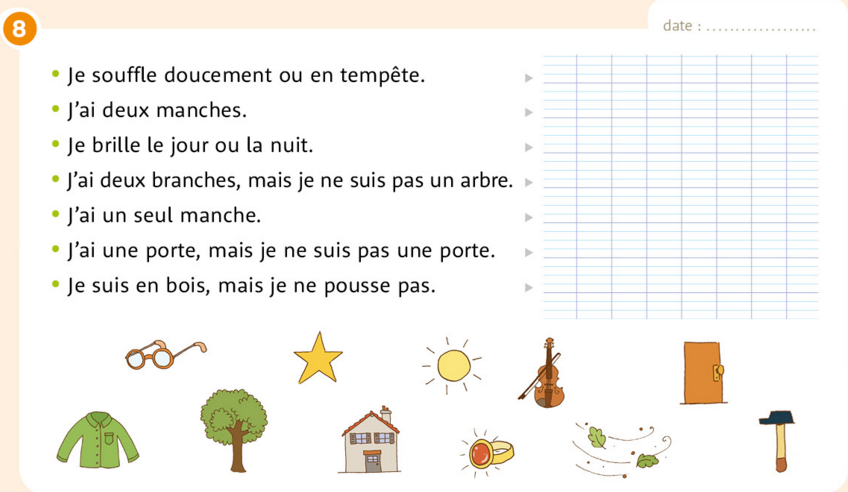 8
date : ...................
• Je souffle doucement ou en tempête.
• J'ai deux manches.
• Je brille le jour ou la nuit.
• J'ai deux branches, mais je ne suis pas un arbre.
• J'ai un seul manche.
• J'ai une porte, mais je ne suis pas une porte.
• Je suis en bois, mais je ne pousse pas.